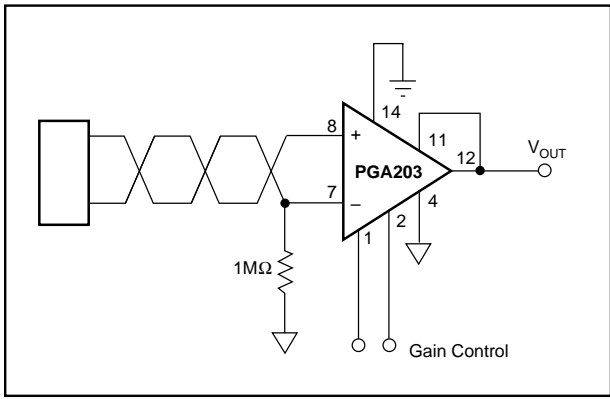 14
8
+
11
V_OUT
PGA203
12
7
–
4
2
1
1MΩ
Gain Control